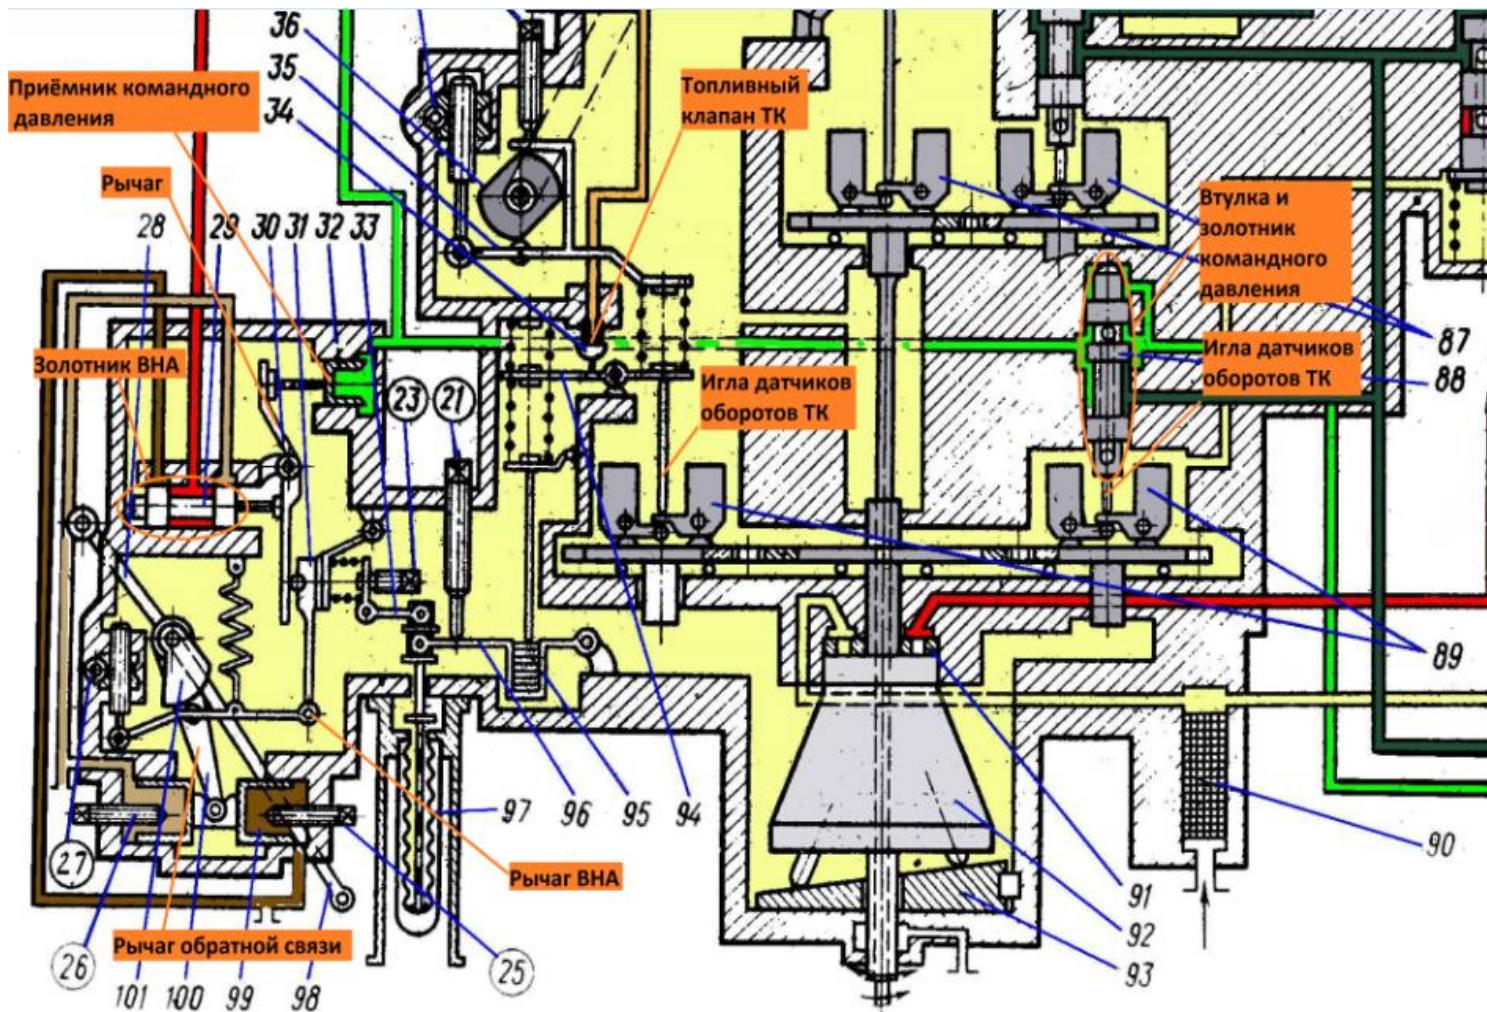 36
35
34
Приёмник командного
давления
Топливный
клапан ТК
Рычаг
28
29
30
31
32
33
Втулка и
золотник
командного
давления
87
Золотник ВНА
23
21
Игла датчиков
оборотов ТК
Игла датчиков
оборотов ТК
88
89
97
96
95
94
90
27
Рычаг ВНА
91
92
93
Рычаг обратной связи
26
101
100
99
98
25